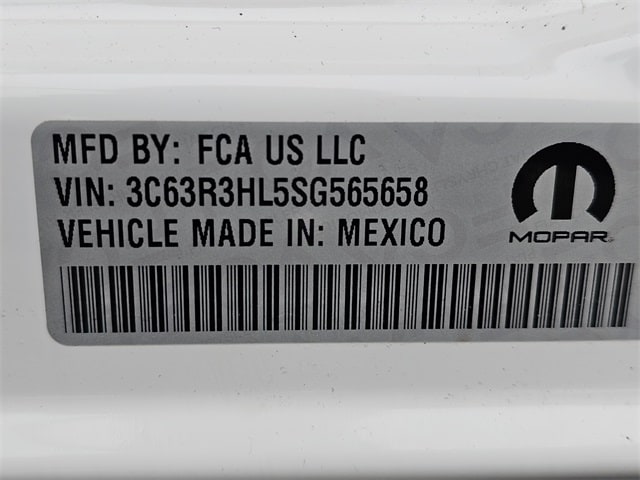 MFD BY: FCA US LLC
VIN: 3C63R3HL5SG565658
VEHICLE MADE IN: MEXICO
MOPAR